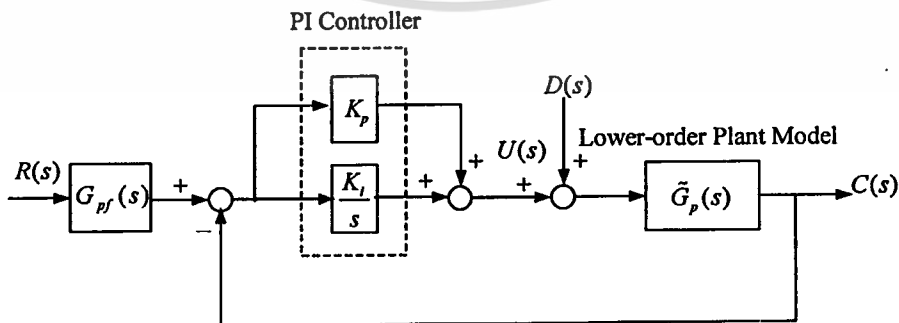 PI Controller
K_p
D(s)
Lower-order Plant Model
U(s)
R(s)
G_pf(s)
+
−
K_i
s
+
+
+
+
G̃_p(s)
C(s)